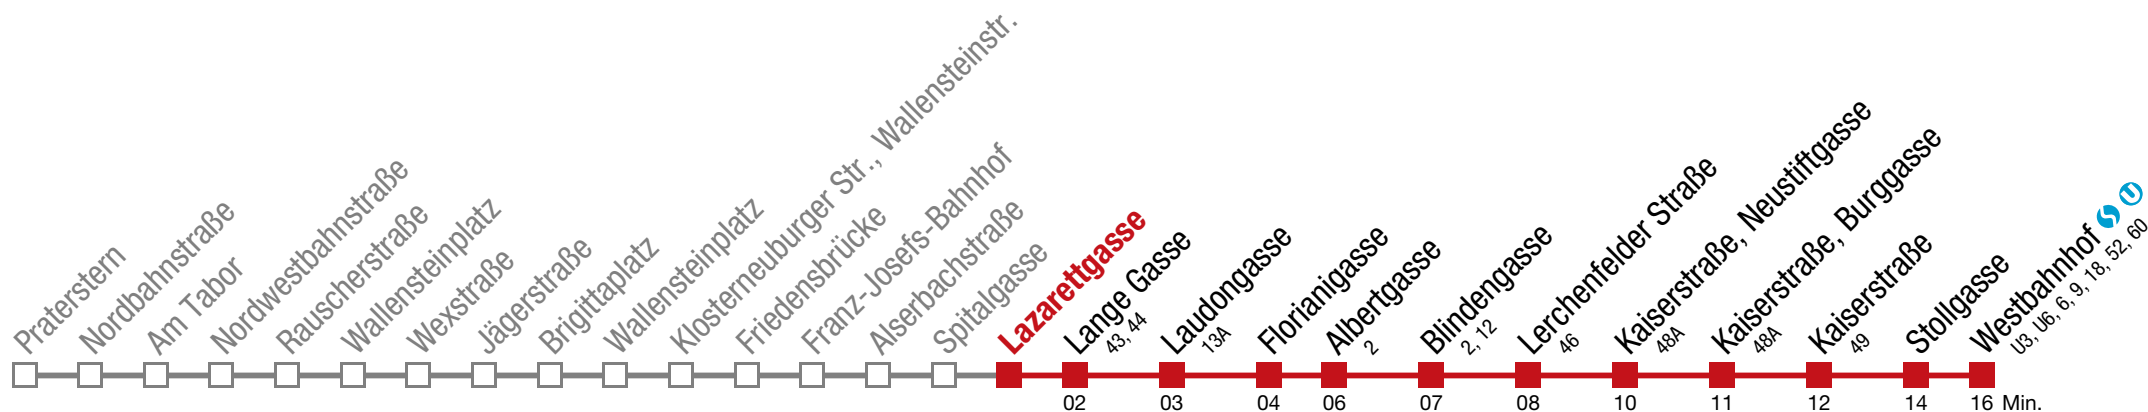 Praterstern
Nordbahnstraße
Am Tabor
Nordwestbahnstraße
Rauscherstraße
Wallensteinplatz
Wexstraße
Jägerstraße
Brigittaplatz
Wallensteinplatz
Klosterneuburger Str., Wallensteinstr.
Friedensbrücke
Franz-Josefs-Bahnhof
Alserbachstraße
Spitalgasse
Lazarettgasse
Lange Gasse
43, 44
Laudongasse
13A
Florianigasse
Albertgasse
2
Blindengasse
2, 12
Lerchenfelder Straße
46
Kaiserstraße, Neustiftgasse
48A
Kaiserstraße, Burggasse
48A
Kaiserstraße
49
Stollgasse
Westbahnhof U
U3, U6, 6, 9, 18, 52, 60
02 03 04 06 07 08 10 11 12 14 16 Min.